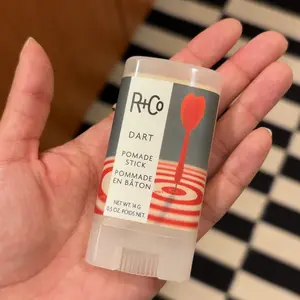 R+Co
DART
POMADE
STICK
POMMADE
EN BÂTON
NET WT. 14 G
0.5 OZ. POIDS NET.